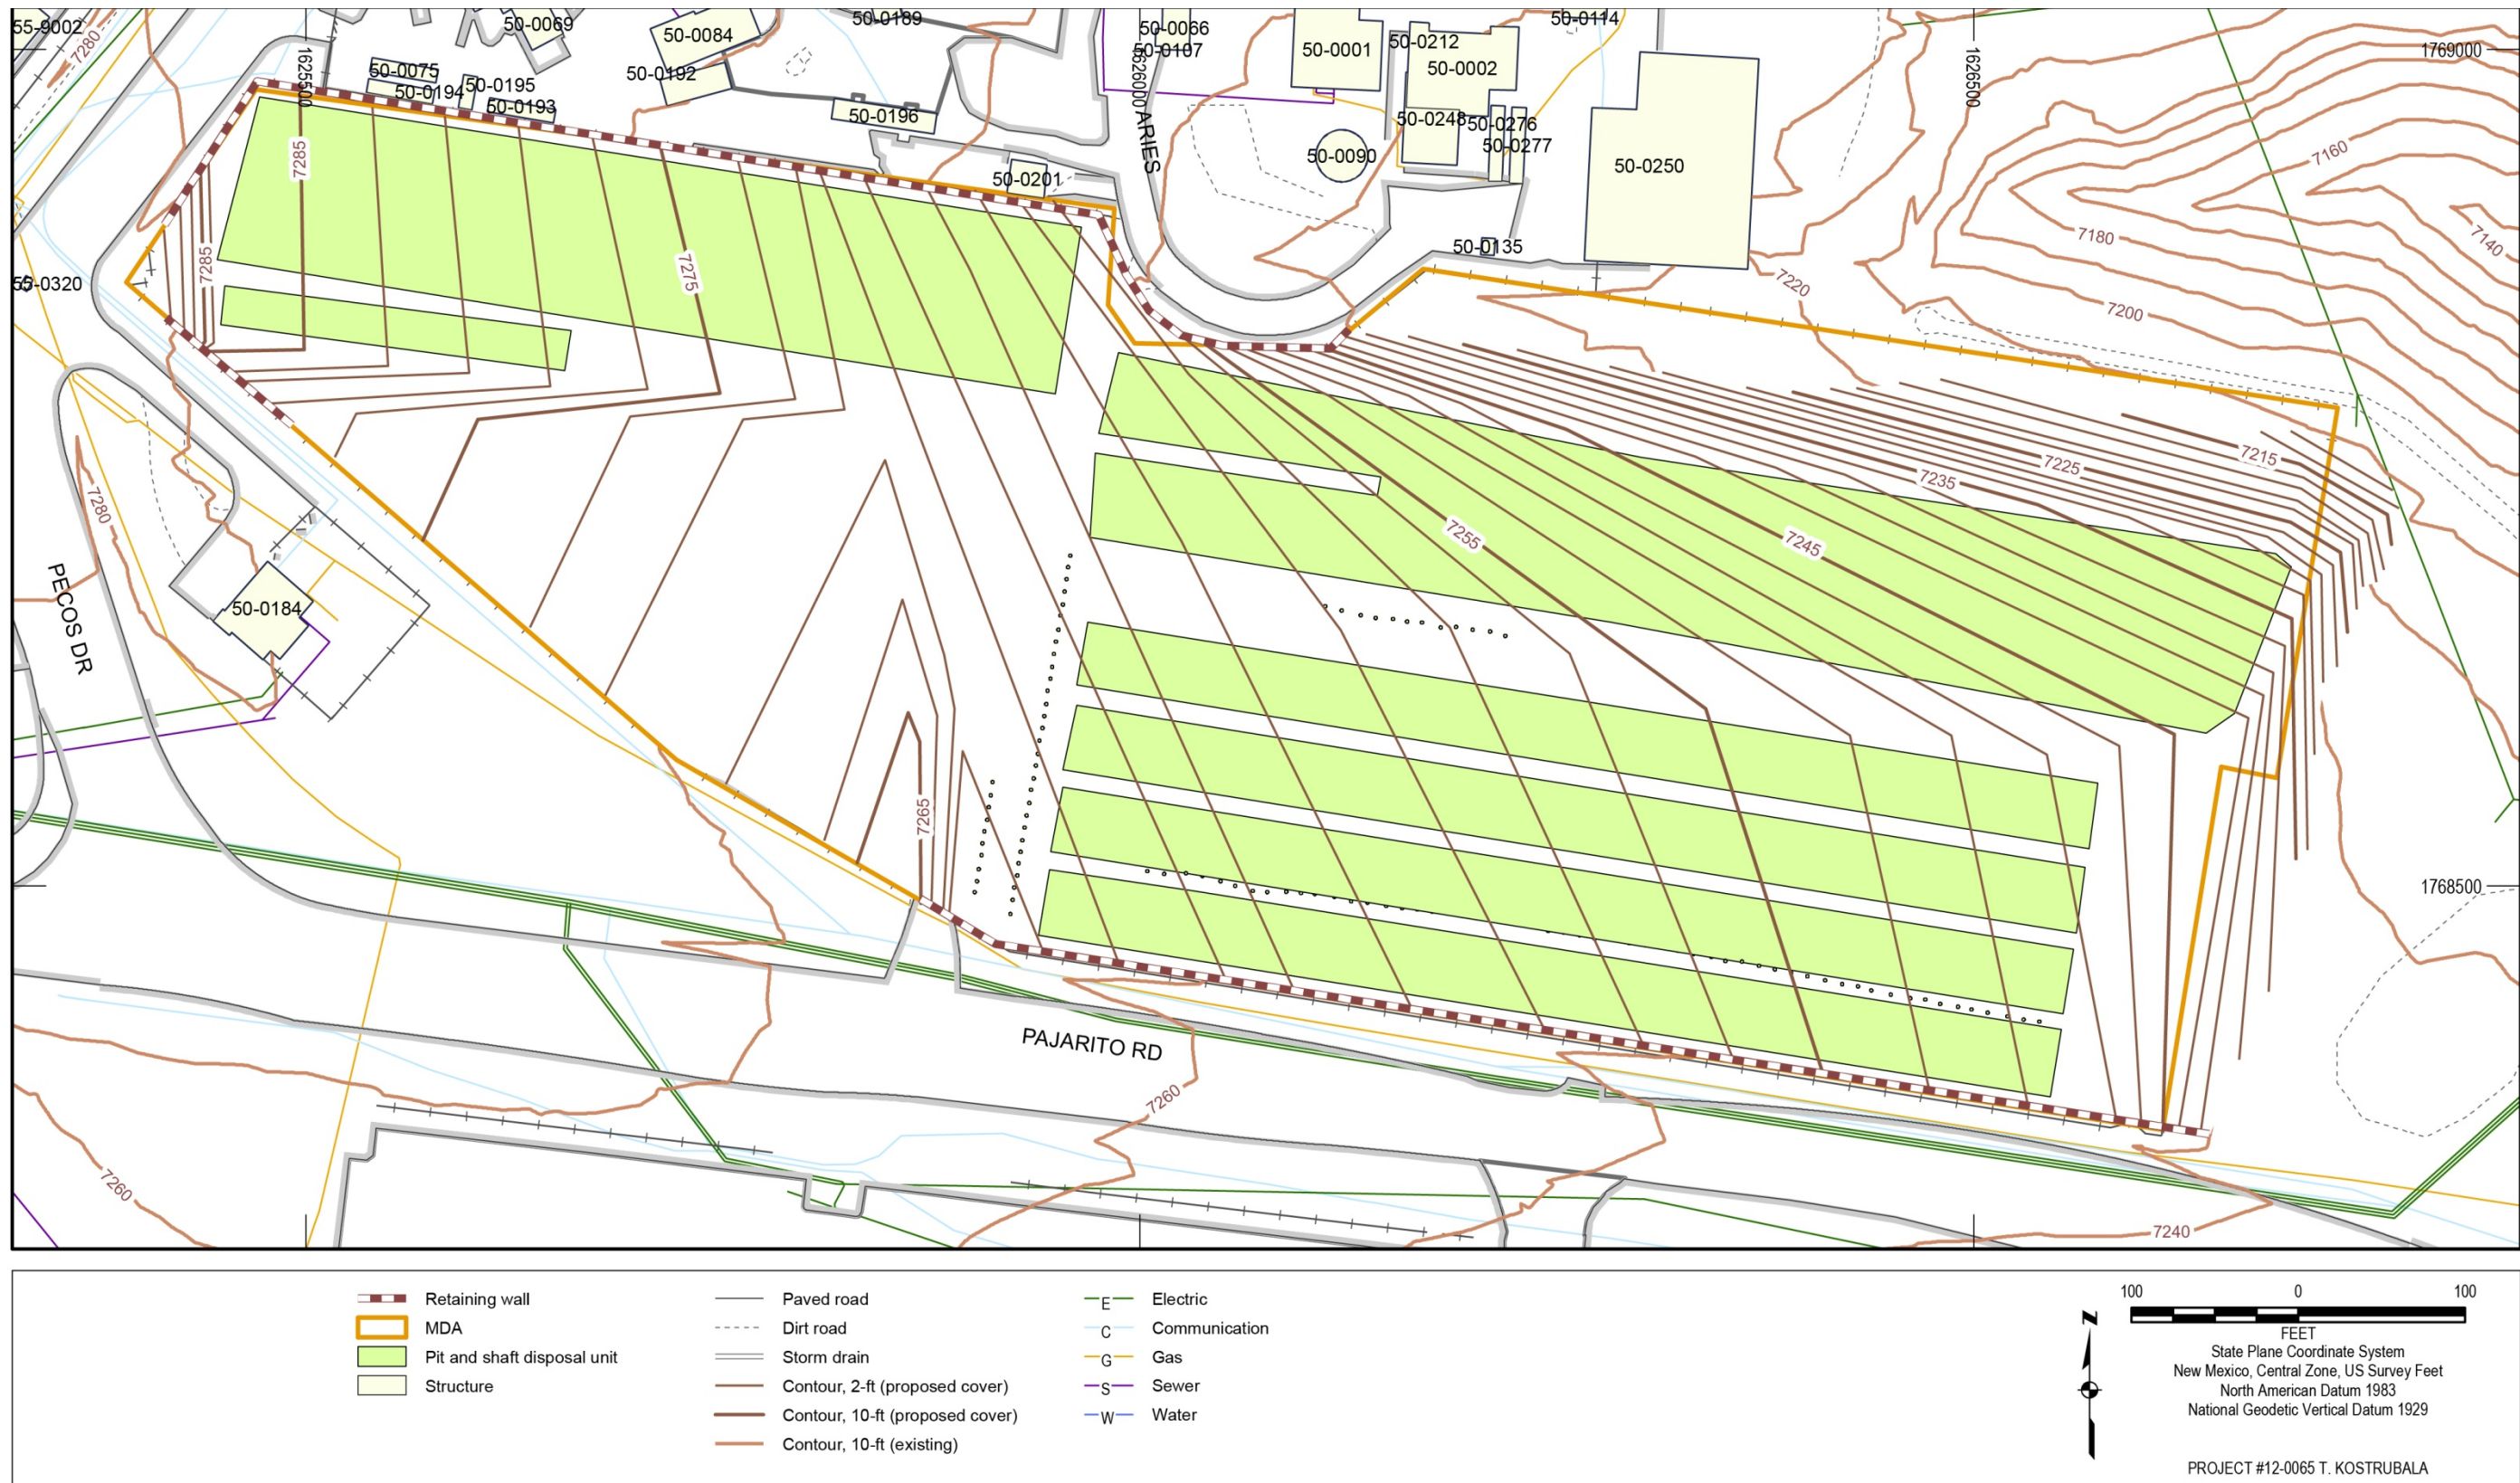 55-9002
7280
50-0069
50-0084
50-0189
50-0066
50-0107
50-0001
50-0212
50-0002
50-0114
1769000
50-0075
50-0194
50-0195
50-0193
50-0192
50-0196
1625500
1626000
ARIES
50-0248
50-0276
50-0277
50-0090
50-0250
1626500
7160
7285
50-0201
7285
7275
50-0135
7220
7180
7140
7200
55-0320
7280
7255
7245
7235
7225
7215
50-0184
PECOS DR
7265
1768500
PAJARITO RD
7260
7260
7240
Retaining wall
MDA
Pit and shaft disposal unit
Structure
Paved road
Dirt road
Storm drain
Contour, 2-ft (proposed cover)
Contour, 10-ft (proposed cover)
Contour, 10-ft (existing)
E Electric
C Communication
G Gas
S Sewer
W Water
N
100 0 100
FEET
State Plane Coordinate System
New Mexico, Central Zone, US Survey Feet
North American Datum 1983
National Geodetic Vertical Datum 1929
PROJECT #12-0065 T. KOSTRUBALA